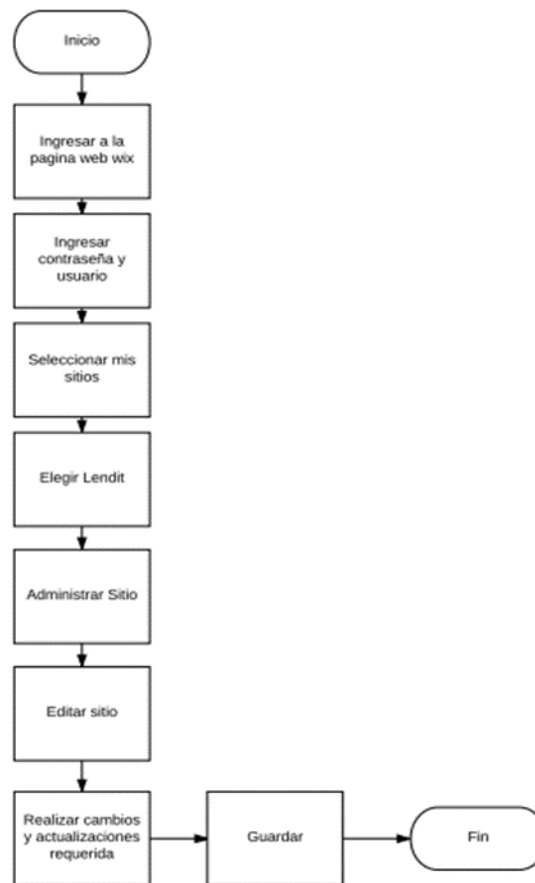 Inicio
Ingresar a la
pagina web wix
Ingresar
contraseña y
usuario
Seleccionar mis
sitios
Elegir Lendit
Administrar Sitio
Editar sitio
Realizar cambios
y actualizaciones
requerida
Guardar
Fin